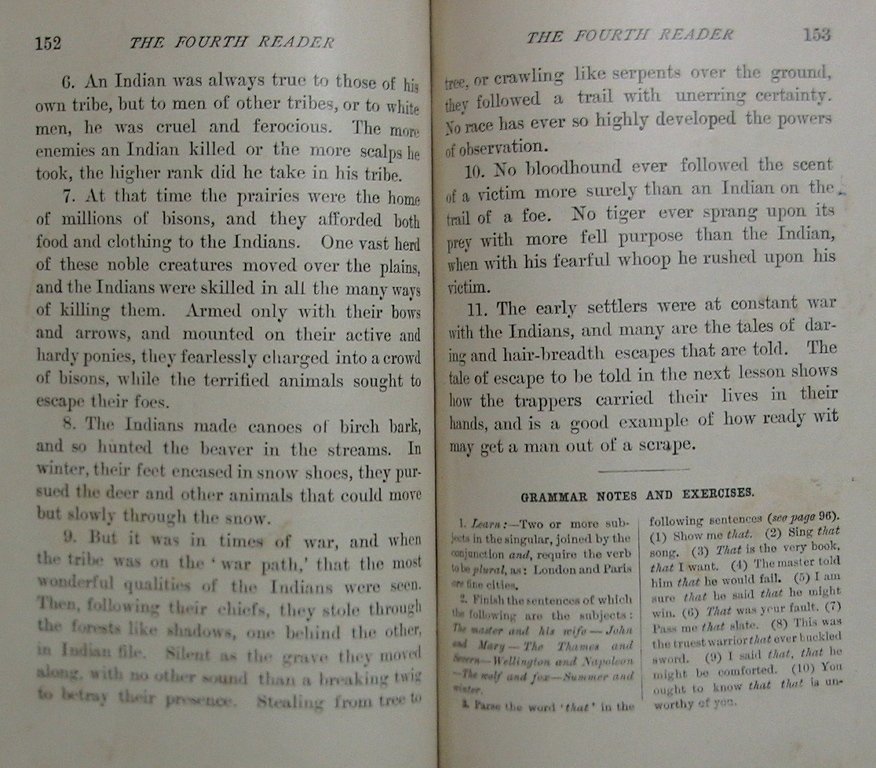 152 THE FOURTH READER
6. An Indian was always true to those of his
own tribe, but to men of other tribes, or to white
men, he was cruel and ferocious. The more
enemies an Indian killed or the more scalps he
took, the higher rank did he take in his tribe.
7. At that time the prairies were the home
of millions of bisons, and they afforded both
food and clothing to the Indians. One vast herd
of these noble creatures moved over the plains,
and the Indians were skilled in all the many ways
of killing them. Armed only with their bows
and arrows, and mounted on their active and
hardy ponies, they fearlessly charged into a crowd
of bisons, while the terrified animals sought to
escape their foes.
8. The Indians made canoes of birch bark,
and so hunted the beaver in the streams. In
winter, their feet encased in snow shoes, they pur-
sued the deer and other animals that could move
but slowly through the snow.
9. But it was in times of war, and when
the tribe was on the 'war path,' that the most
wonderful qualities of the Indians were seen.
Then, following their chiefs, they stole through
the forests like shadows, one behind the other,
in Indian file. Silent as the grave they moved
along, with no other sound than a breaking twig
to betray their presence. Stealing from tree to
THE FOURTH READER 153
tree, or crawling like serpents over the ground,
they followed a trail with unerring certainty.
No race has ever so highly developed the powers
of observation.
10. No bloodhound ever followed the scent
of a victim more surely than an Indian on the
trail of a foe. No tiger ever sprang upon its
prey with more fell purpose than the Indian,
when with his fearful whoop he rushed upon his
victim.
11. The early settlers were at constant war
with the Indians, and many are the tales of dar-
ing and hair-breadth escapes that are told. The
tale of escape to be told in the next lesson shows
how the trappers carried their lives in their
hands, and is a good example of how ready wit
may get a man out of a scrape.
GRAMMAR NOTES AND EXERCISES.
1. Learn:—Two or more sub-
jects in the singular, joined by the
conjunction and, require the verb
to be plural, as: London and Paris
are fine cities.
2. Finish the sentences of which
the following are the subjects:
The master and his wife—John
and Mary—The Thames and
Severn—Wellington and Napoleon
—The wolf and fox—Summer and
winter.
3. Parse the word 'that' in the
following sentences (see page 96).
(1) Show me that. (2) Sing that
song. (3) That is the very book,
that I want. (4) The master told
him that he would fall. (5) I am
sure that he said that he might
win. (6) That was your fault. (7)
Pass me that slate. (8) This was
the truest warrior that ever buckled
sword. (9) I said that, that he
might be comforted. (10) You
ought to know that that is un-
worthy of you.